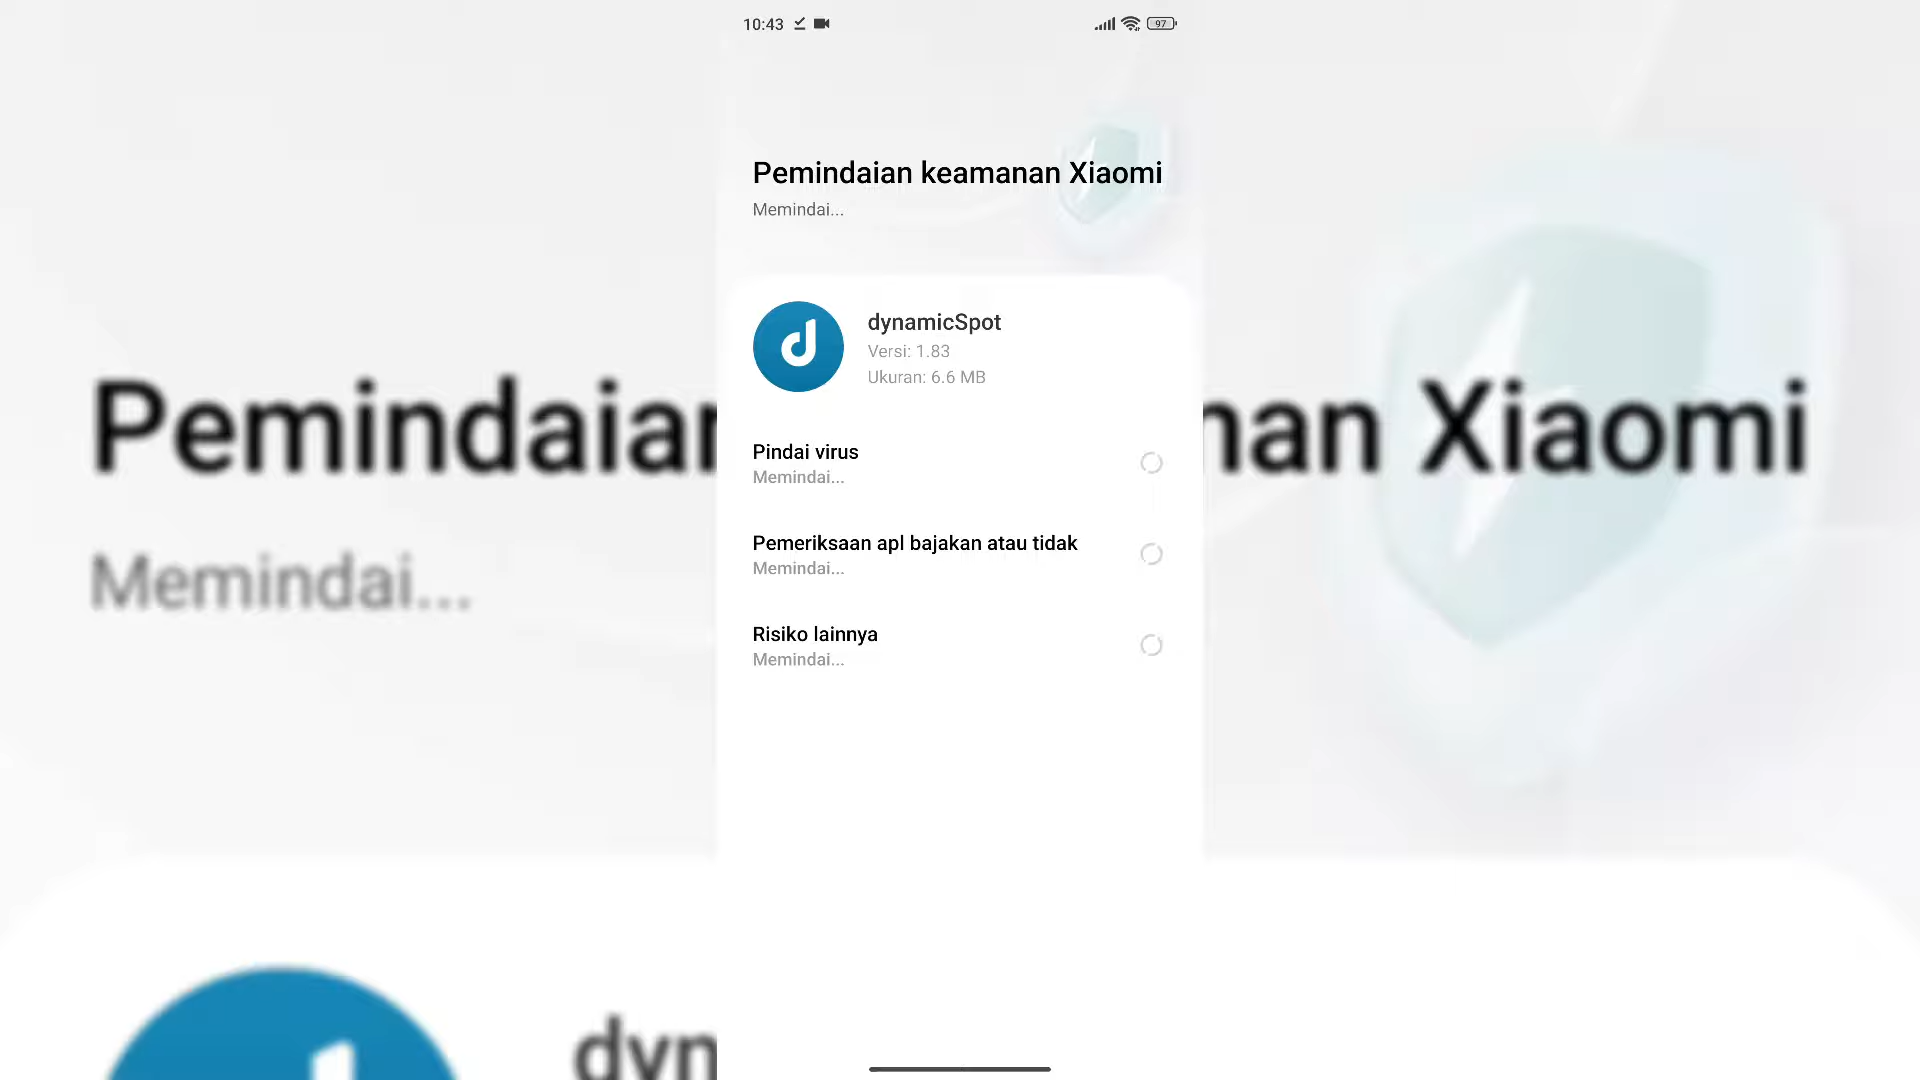 10:43
97
Pemindaian keamanan Xiaomi
Memindai...
dynamicSpot
Versi: 1.83
Ukuran: 6.6 MB
Pindai virus
Memindai...
Pemeriksaan apl bajakan atau tidak
Memindai...
Risiko lainnya
Memindai...
Pemindaian
nan Xiaomi
Memindai...
dyn